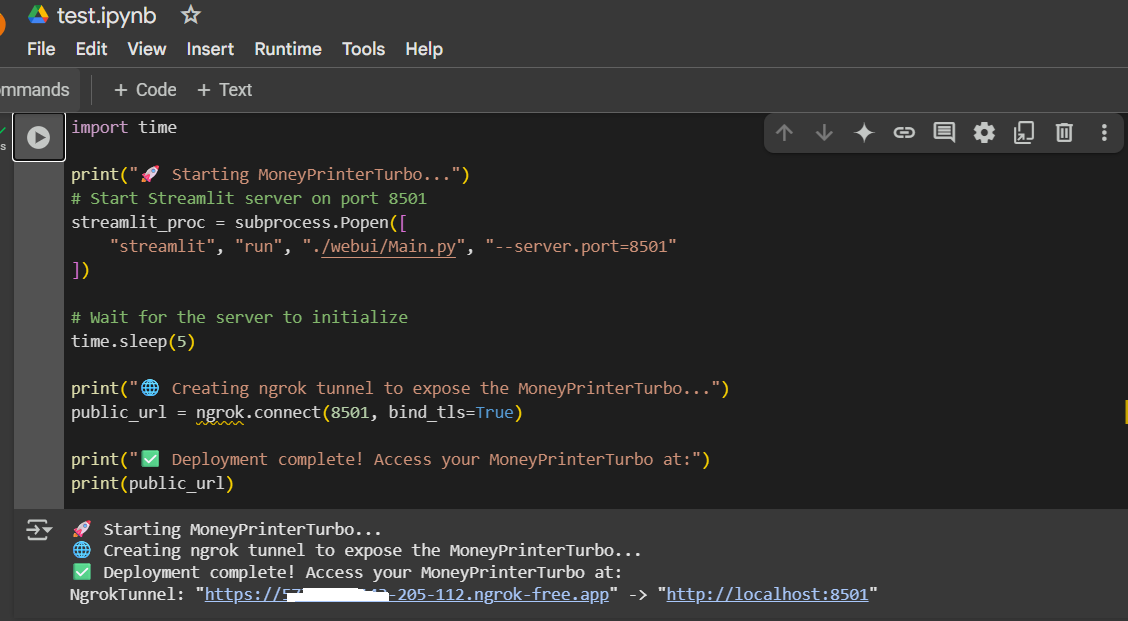 test.ipynb
File Edit View Insert Runtime Tools Help
mmands + Code + Text
import time
print("🚀 Starting MoneyPrinterTurbo...")
# Start Streamlit server on port 8501
streamlit_proc = subprocess.Popen([
    "streamlit", "run", "./webui/Main.py", "--server.port=8501"
])
# Wait for the server to initialize
time.sleep(5)
print("🌐 Creating ngrok tunnel to expose the MoneyPrinterTurbo...")
public_url = ngrok.connect(8501, bind_tls=True)
print("✅ Deployment complete! Access your MoneyPrinterTurbo at:")
print(public_url)
🚀 Starting MoneyPrinterTurbo...
🌐 Creating ngrok tunnel to expose the MoneyPrinterTurbo...
✅ Deployment complete! Access your MoneyPrinterTurbo at:
NgrokTunnel: "https:// -205-112.ngrok-free.app" -> "http://localhost:8501"